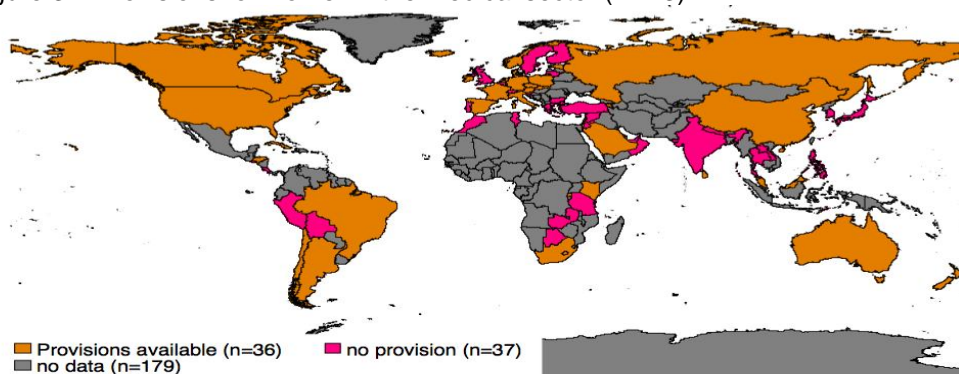 Provisions available (n=36)
no provision (n=37)
no data (n=179)